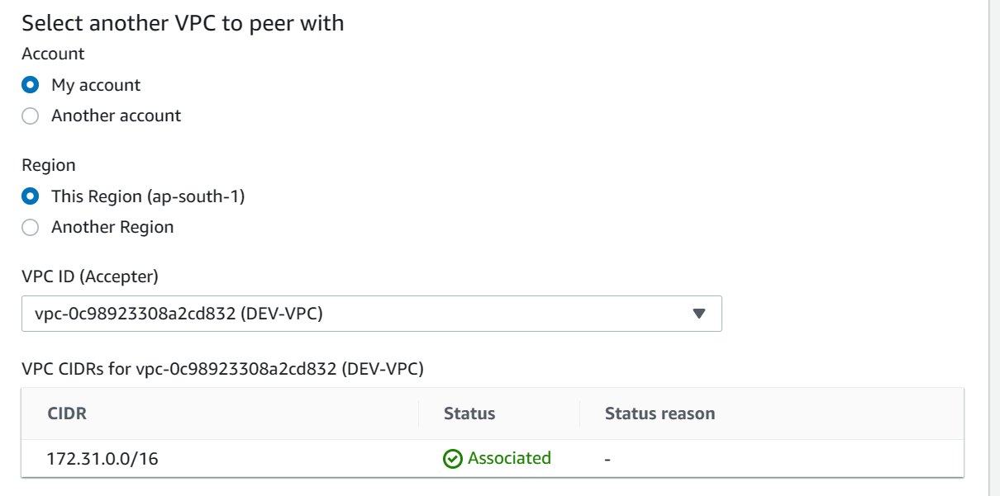 Select another VPC to peer with
Account
My account
Another account
Region
This Region (ap-south-1)
Another Region
VPC ID (Accepter)
vpc-0c98923308a2cd832 (DEV-VPC)
VPC CIDRs for vpc-0c98923308a2cd832 (DEV-VPC)
CIDR Status Status reason
172.31.0.0/16 Associated -